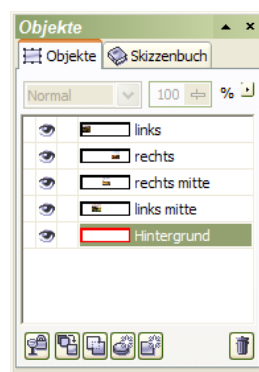 Objekte
Objekte Skizzenbuch
Normal 100 %
links
rechts
rechts mitte
links mitte
Hintergrund